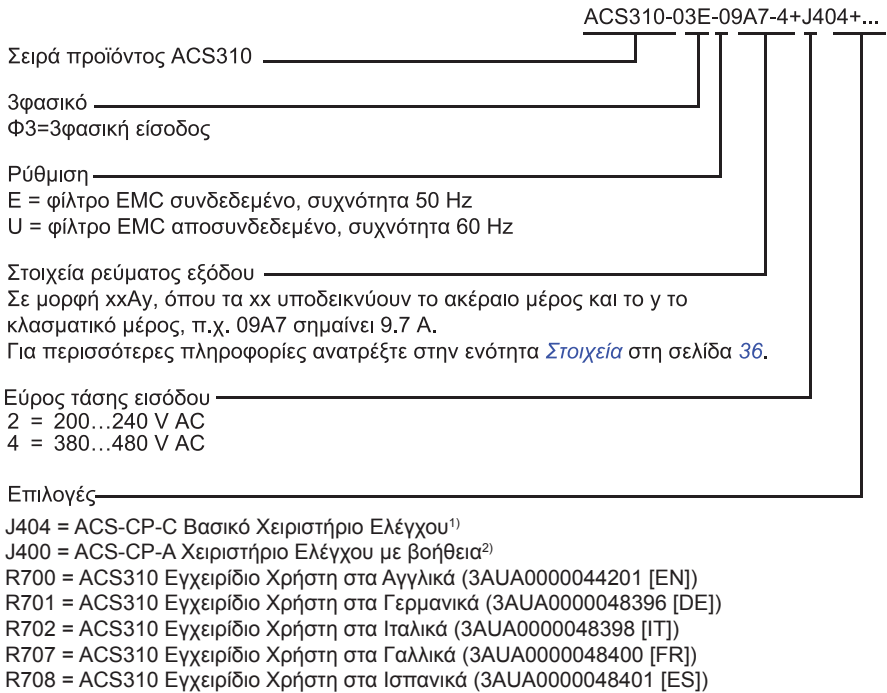 ACS310-03E-09A7-4+J404+...
Σειρά προϊόντος ACS310
3φασικό
Φ3=3φασική είσοδος
Ρύθμιση
E = φίλτρο EMC συνδεδεμένο, συχνότητα 50 Hz
U = φίλτρο EMC αποσυνδεδεμένο, συχνότητα 60 Hz
Στοιχεία ρεύματος εξόδου
Σε μορφή xxAy, όπου τα xx υποδεικνύουν το ακέραιο μέρος και το y το
κλασματικό μέρος, π.χ. 09A7 σημαίνει 9.7 A.
Για περισσότερες πληροφορίες ανατρέξτε στην ενότητα Στοιχεία στη σελίδα 36.
Εύρος τάσης εισόδου
2 = 200…240 V AC
4 = 380…480 V AC
Επιλογές
J404 = ACS-CP-C Βασικό Χειριστήριο Ελέγχου1)
J400 = ACS-CP-A Χειριστήριο Ελέγχου με βοήθεια2)
R700 = ACS310 Εγχειρίδιο Χρήστη στα Αγγλικά (3AUA0000044201 [EN])
R701 = ACS310 Εγχειρίδιο Χρήστη στα Γερμανικά (3AUA0000048396 [DE])
R702 = ACS310 Εγχειρίδιο Χρήστη στα Ιταλικά (3AUA0000048398 [IT])
R707 = ACS310 Εγχειρίδιο Χρήστη στα Γαλλικά (3AUA0000048400 [FR])
R708 = ACS310 Εγχειρίδιο Χρήστη στα Ισπανικά (3AUA0000048401 [ES])